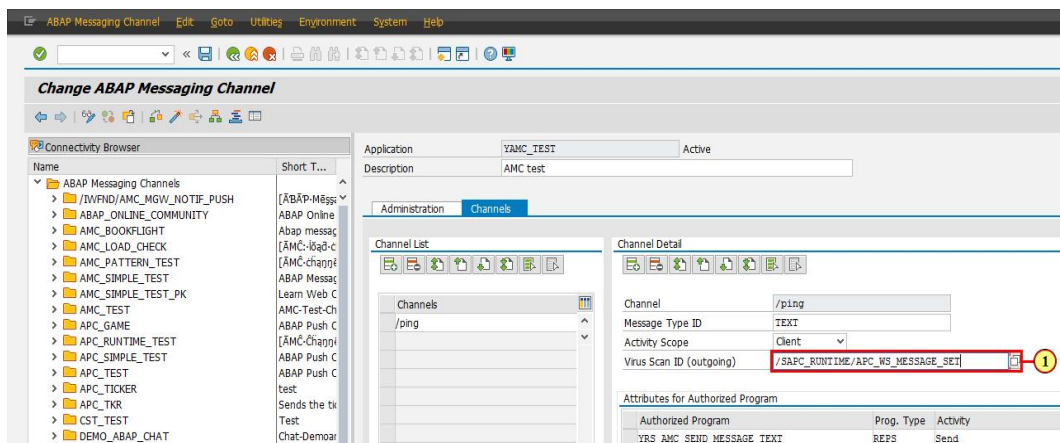 ABAP Messaging Channel Edit Goto Utilities Environment System Help
Change ABAP Messaging Channel
Connectivity Browser
Name Short T...
ABAP Messaging Channels
/IWFND/AMC_MGW_NOTIF_PUSH
ABAP_ONLINE_COMMUNITY ABAP Online
AMC_BOOKFLIGHT Abap messag
AMC_LOAD_CHECK
AMC_PATTERN_TEST
AMC_SIMPLE_TEST ABAP Messag
AMC_SIMPLE_TEST_PK Learn Web C
AMC_TEST AMC-Test-Ch
APC_GAME ABAP Push C
APC_RUNTIME_TEST
APC_SIMPLE_TEST ABAP Push C
APC_TEST ABAP Push C
APC_TICKER test
APC_TKR Sends the tic
CST_TEST Test
DEMO_ABAP_CHAT Chat-Demoar
Application YAMC_TEST Active
Description AMC test
Administration Channels
Channel List
Channels
/ping
Channel Detail
Channel /ping
Message Type ID TEXT
Activity Scope Client
Virus Scan ID (outgoing) /SAPC_RUNTIME/APC_WS_MESSAGE_SET 1
Attributes for Authorized Program
Authorized Program Prog. Type Activity
YRS_AMC_SEND_MESSAGE_TEXT REPS Send